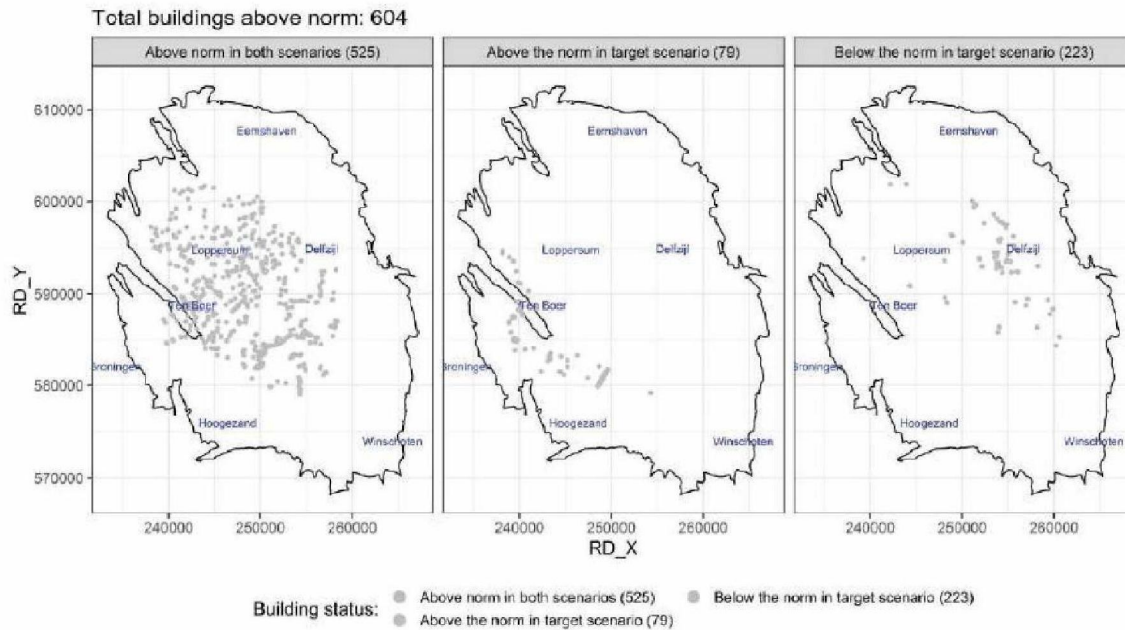 Total buildings above norm: 604
Above norm in both scenarios (525)
Above the norm in target scenario (79)
Below the norm in target scenario (223)
610000
600000
590000
580000
570000
RD_Y
Eemshaven
Loppersum
Delfzijl
Ten Boer
Groningen
Hoogezand
Winschoten
Eemshaven
Loppersum
Delfzijl
Ten Boer
Groningen
Hoogezand
Winschoten
Eemshaven
Loppersum
Delfzijl
Ten Boer
Groningen
Hoogezand
Winschoten
240000 250000 260000
240000 250000 260000
240000 250000 260000
RD_X
Building status:
Above norm in both scenarios (525)
Below the norm in target scenario (223)
Above the norm in target scenario (79)